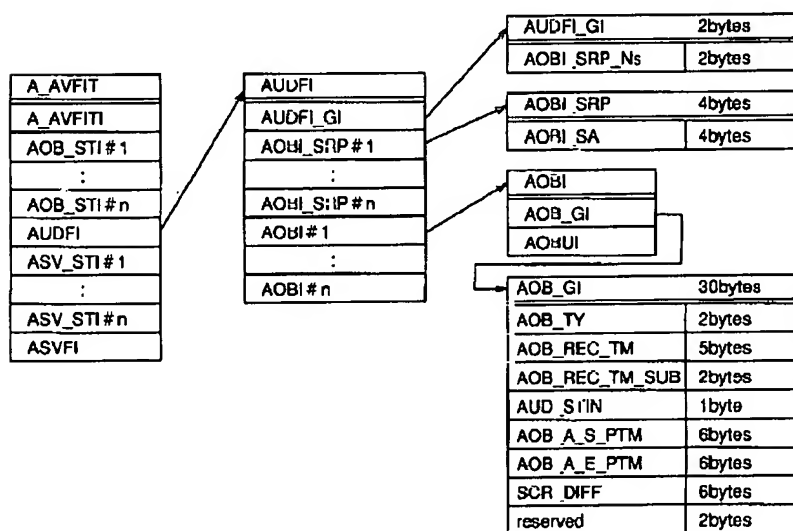 A_AVFIT
A_AVFITI
AOB_STI#1
:
AOB_STI#n
AUDFI
ASV_STI#1
:
ASV_STI#n
ASVFI
AUDFI
AUDFI_GI
AOBI_SRP#1
:
AOBI_SRP#n
AOBI#1
:
AOBI#n
AUDFI_GI 2bytes
AOBI_SRP_Ns 2bytes
AOBI_SRP 4bytes
AOBI_SA 4bytes
AOBI
AOB_GI
AOBUI
AOB_GI 30bytes
AOB_TY 2bytes
AOB_REC_TM 5bytes
AOB_REC_TM_SUB 2bytes
AUD_STIN 1byte
AOB_A_S_PTM 6bytes
AOB_A_E_PTM 6bytes
SCR_DIFF 6bytes
reserved 2bytes